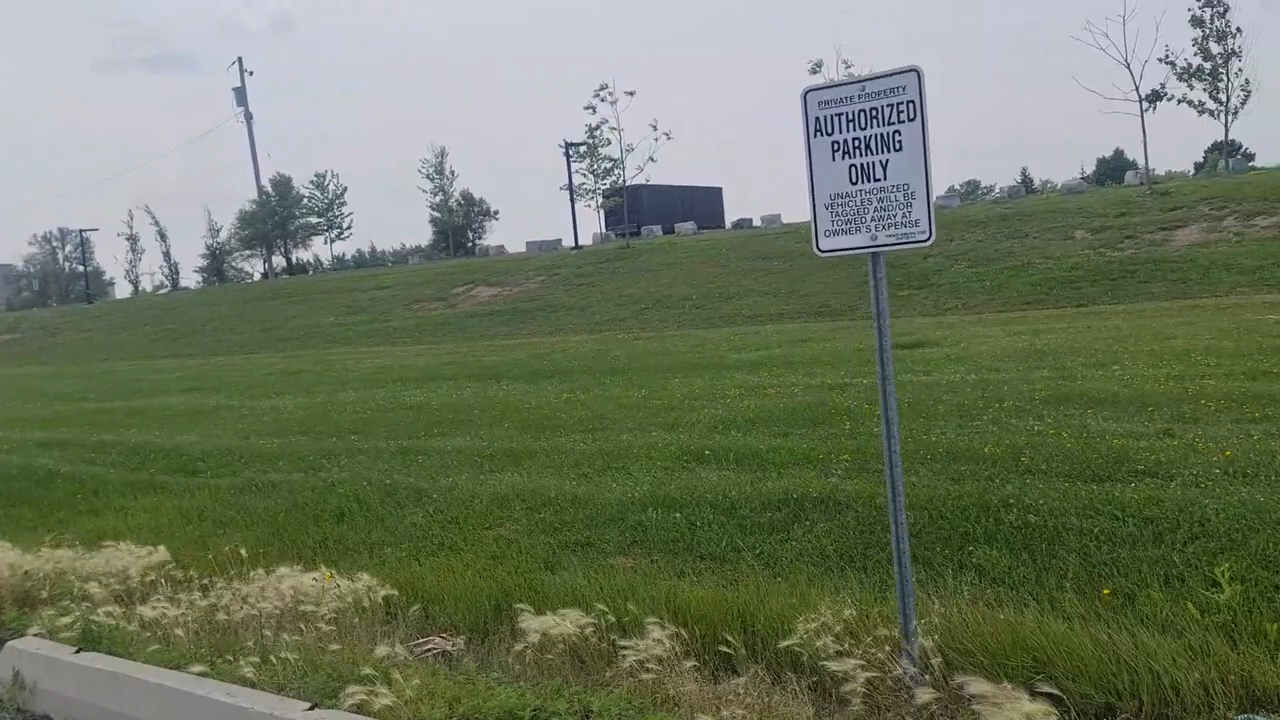 PRIVATE PROPERTY
AUTHORIZED
PARKING
ONLY
UNAUTHORIZED
VEHICLES WILL BE
TAGGED AND/OR
TOWED AWAY AT
OWNER'S EXPENSE